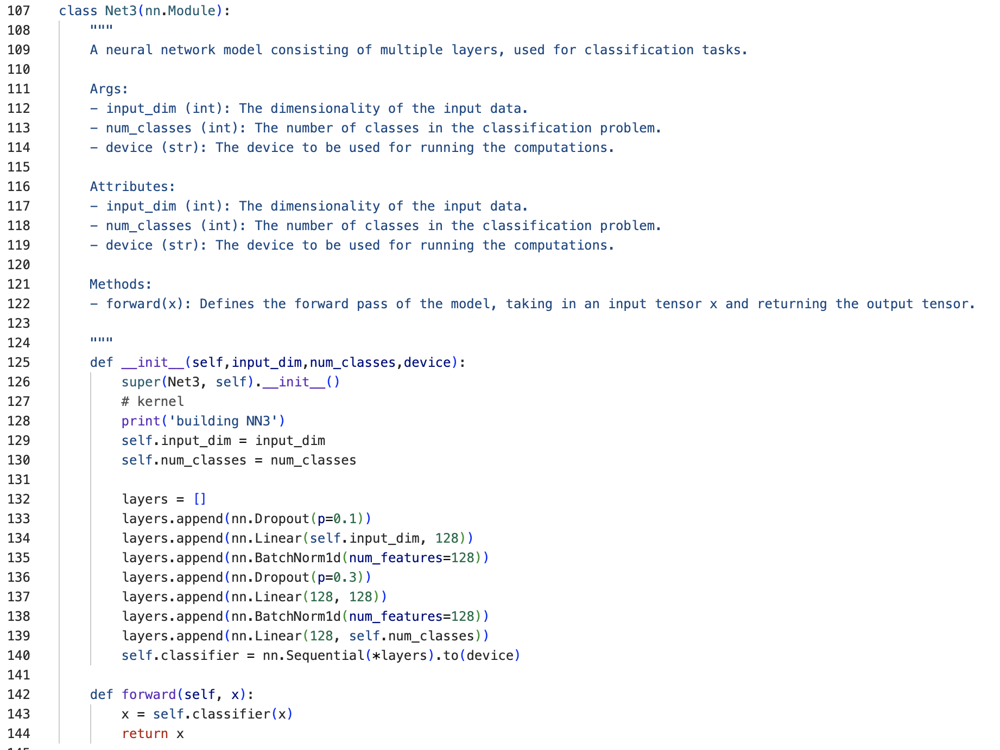 107 class Net3(nn.Module):
108     """
109     A neural network model consisting of multiple layers, used for classification tasks.
110
111     Args:
112     - input_dim (int): The dimensionality of the input data.
113     - num_classes (int): The number of classes in the classification problem.
114     - device (str): The device to be used for running the computations.
115
116     Attributes:
117     - input_dim (int): The dimensionality of the input data.
118     - num_classes (int): The number of classes in the classification problem.
119     - device (str): The device to be used for running the computations.
120
121     Methods:
122     - forward(x): Defines the forward pass of the model, taking in an input tensor x and returning the output tensor.
123
124     """
125     def __init__(self,input_dim,num_classes,device):
126         super(Net3, self).__init__()
127         # kernel
128         print('building NN3')
129         self.input_dim = input_dim
130         self.num_classes = num_classes
131
132         layers = []
133         layers.append(nn.Dropout(p=0.1))
134         layers.append(nn.Linear(self.input_dim, 128))
135         layers.append(nn.BatchNorm1d(num_features=128))
136         layers.append(nn.Dropout(p=0.3))
137         layers.append(nn.Linear(128, 128))
138         layers.append(nn.BatchNorm1d(num_features=128))
139         layers.append(nn.Linear(128, self.num_classes))
140         self.classifier = nn.Sequential(*layers).to(device)
141
142     def forward(self, x):
143         x = self.classifier(x)
144         return x